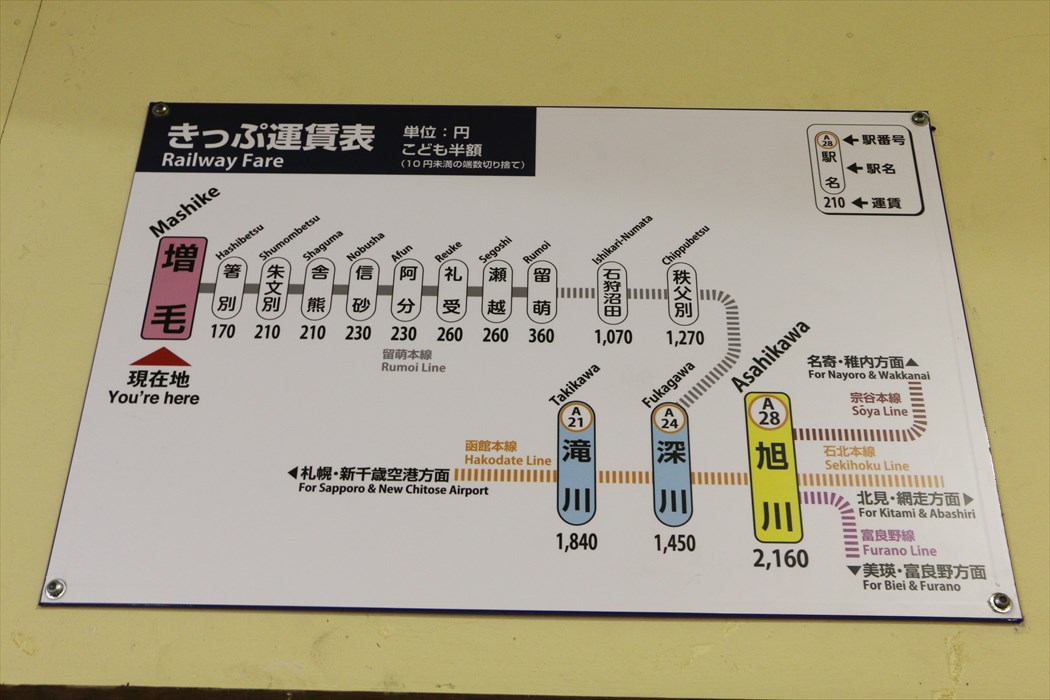 きっぷ運賃表
Railway Fare
単位：円
こども半額
（10円未満の端数切り捨て）
A
28
駅名
210
←駅番号
←駅名
←運賃
Mashike
増毛
現在地
You're here
Hashibetsu
箸別
170
Shumombetsu
朱文別
210
Shaguma
舎熊
210
Nobusha
信砂
230
Afun
阿分
230
Reuke
礼受
260
Segoshi
瀬越
260
Rumoi
留萌
360
Ishikari-Numata
石狩沼田
1,070
Chippubetsu
秩父別
1,270
留萌本線
Rumoi Line
Takikawa
A
21
滝川
1,840
Fukagawa
A
24
深川
1,450
Asahikawa
A
28
旭川
2,160
函館本線
Hakodate Line
◀札幌・新千歳空港方面
For Sapporo & New Chitose Airport
名寄・稚内方面▲
For Nayoro & Wakkanai
宗谷本線
Sōya Line
石北本線
Sekihoku Line
北見・網走方面▶
For Kitami & Abashiri
富良野線
Furano Line
▼美瑛・富良野方面
For Biei & Furano